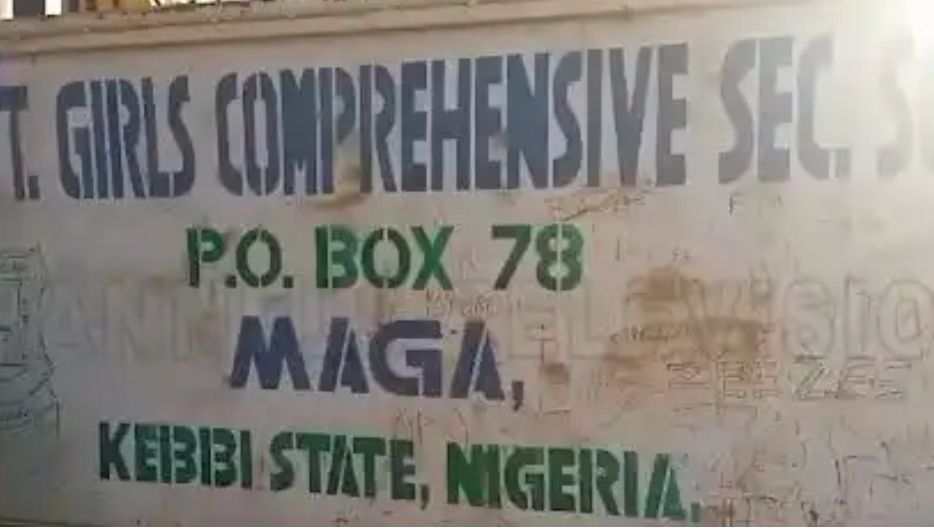 T. GIRLS COMPREHENSIVE SEC. S
P.O. BOX 78
MAGA,
KEBBI STATE, NIGERIA.